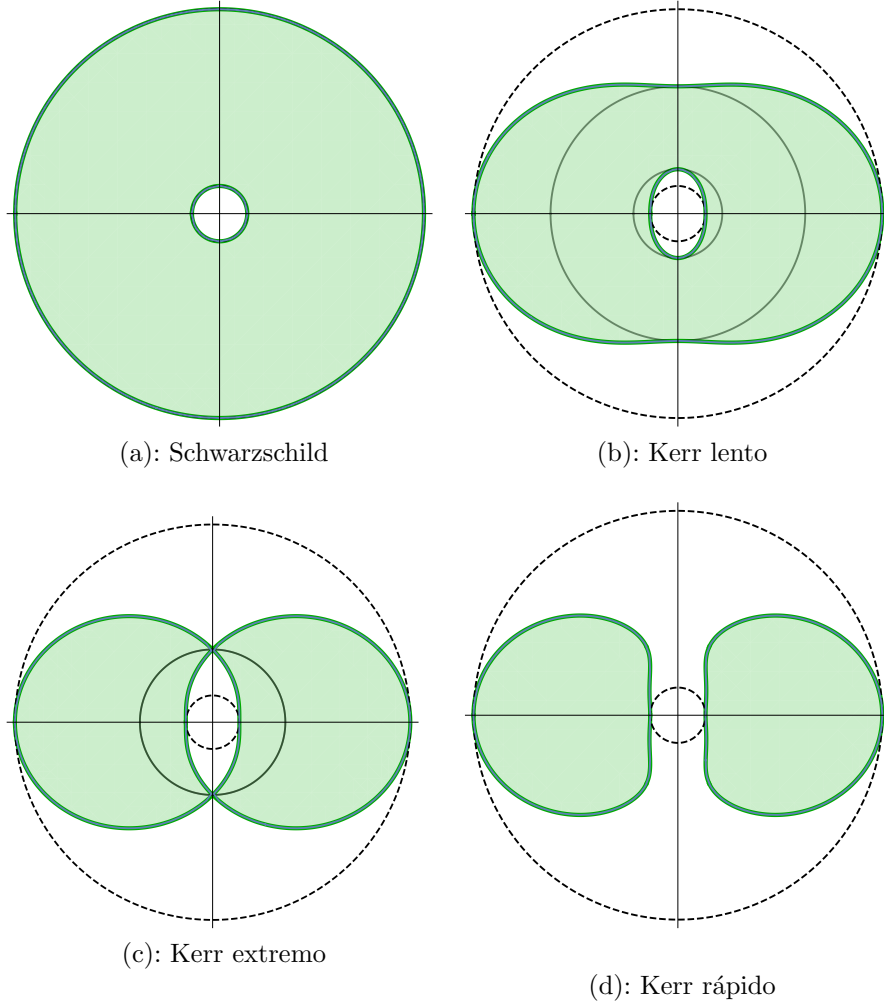 (a): Schwarzschild
(b): Kerr lento
(c): Kerr extremo
(d): Kerr rápido